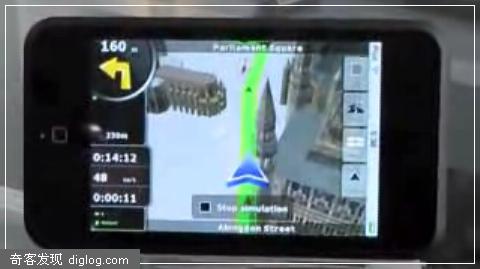 160 m
Parliament Square
230m
0:14:12
48 km/h
0:00:11
Stop simulation
Abingdon Street
奇客发现 diglog.com